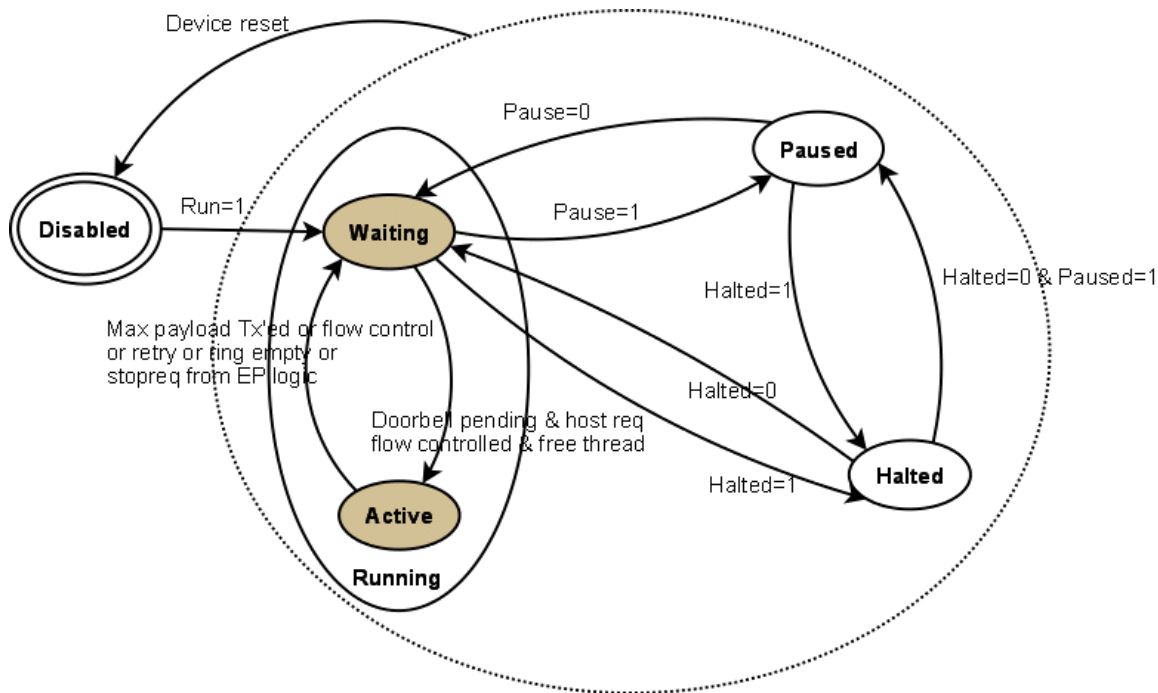 Device reset
Pause=0
Paused
Disabled
Run=1
Waiting
Pause=1
Halted=1
Halted=0 & Paused=1
Max payload Tx'ed or flow control
or retry or ring empty or
stopreq from EP logic
Halted=0
Doorbell pending & host req
flow controlled & free thread
Halted=1
Halted
Active
Running